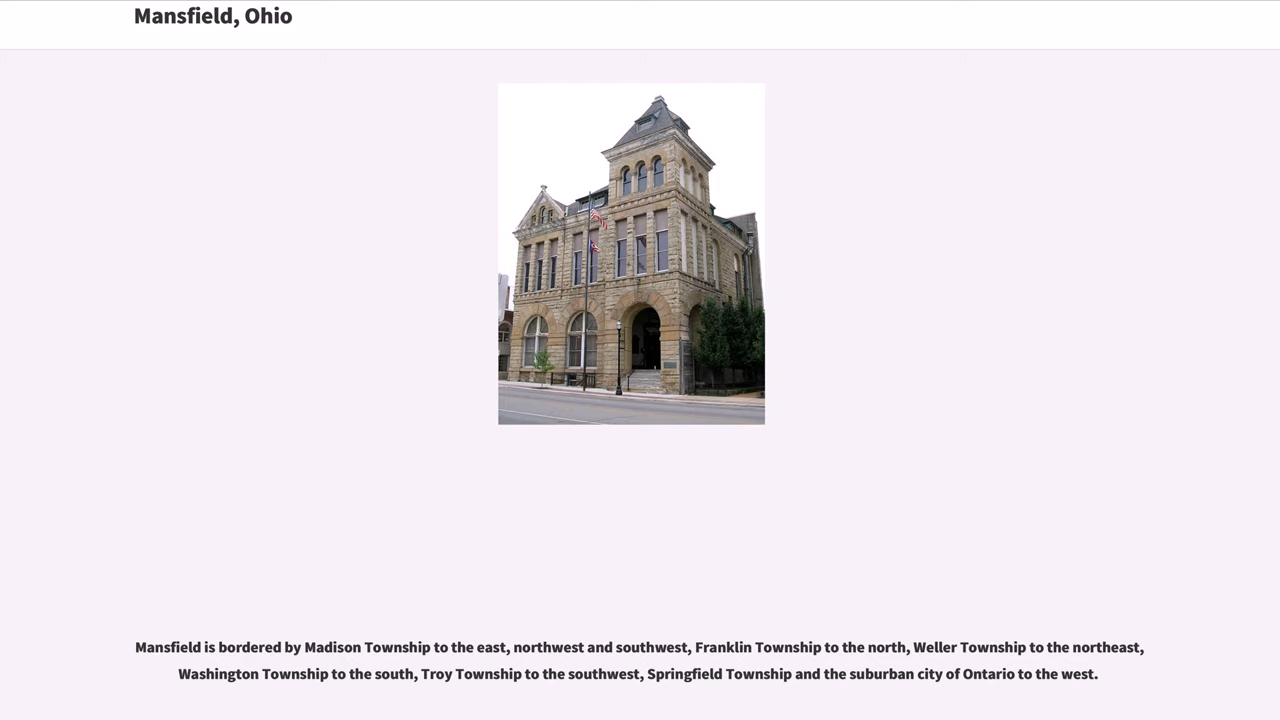 Mansfield, Ohio
Mansfield is bordered by Madison Township to the east, northwest and southwest, Franklin Township to the north, Weller Township to the northeast,
Washington Township to the south, Troy Township to the southwest, Springfield Township and the suburban city of Ontario to the west.